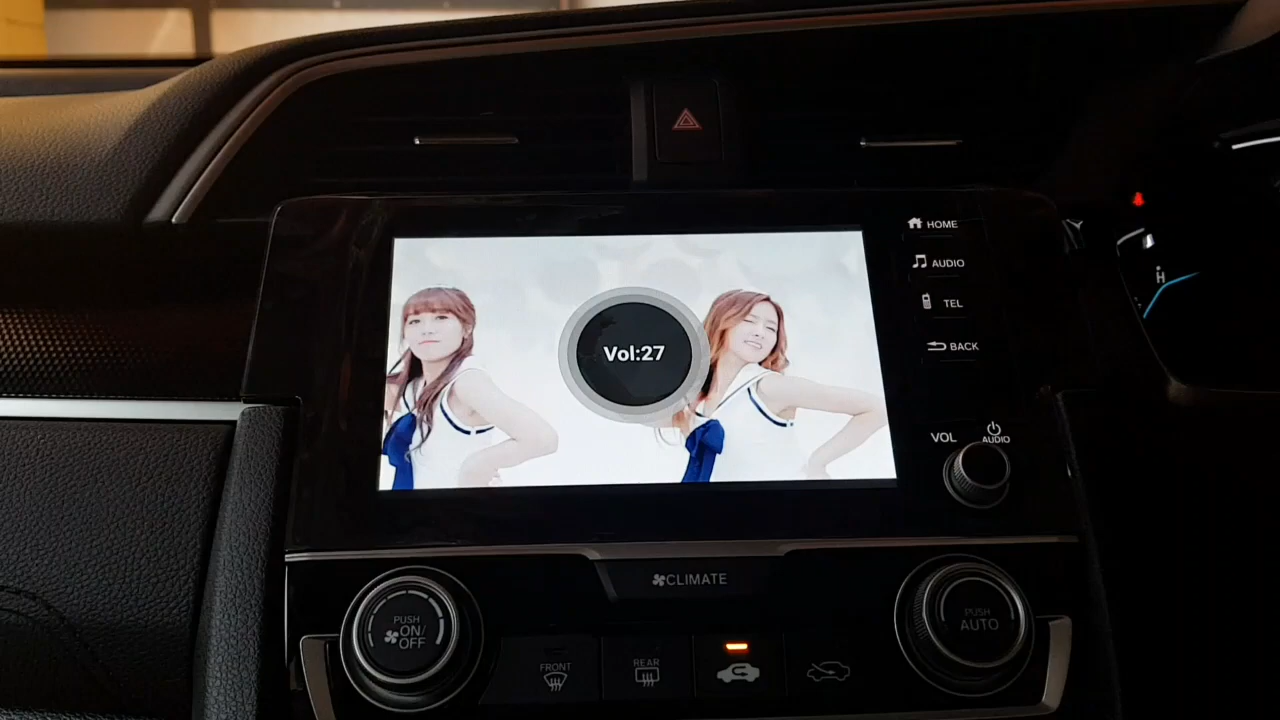 HOME
AUDIO
TEL
BACK
H
Vol:27
VOL
AUDIO
CLIMATE
PUSH
ON/
OFF
PUSH
AUTO
FRONT
REAR